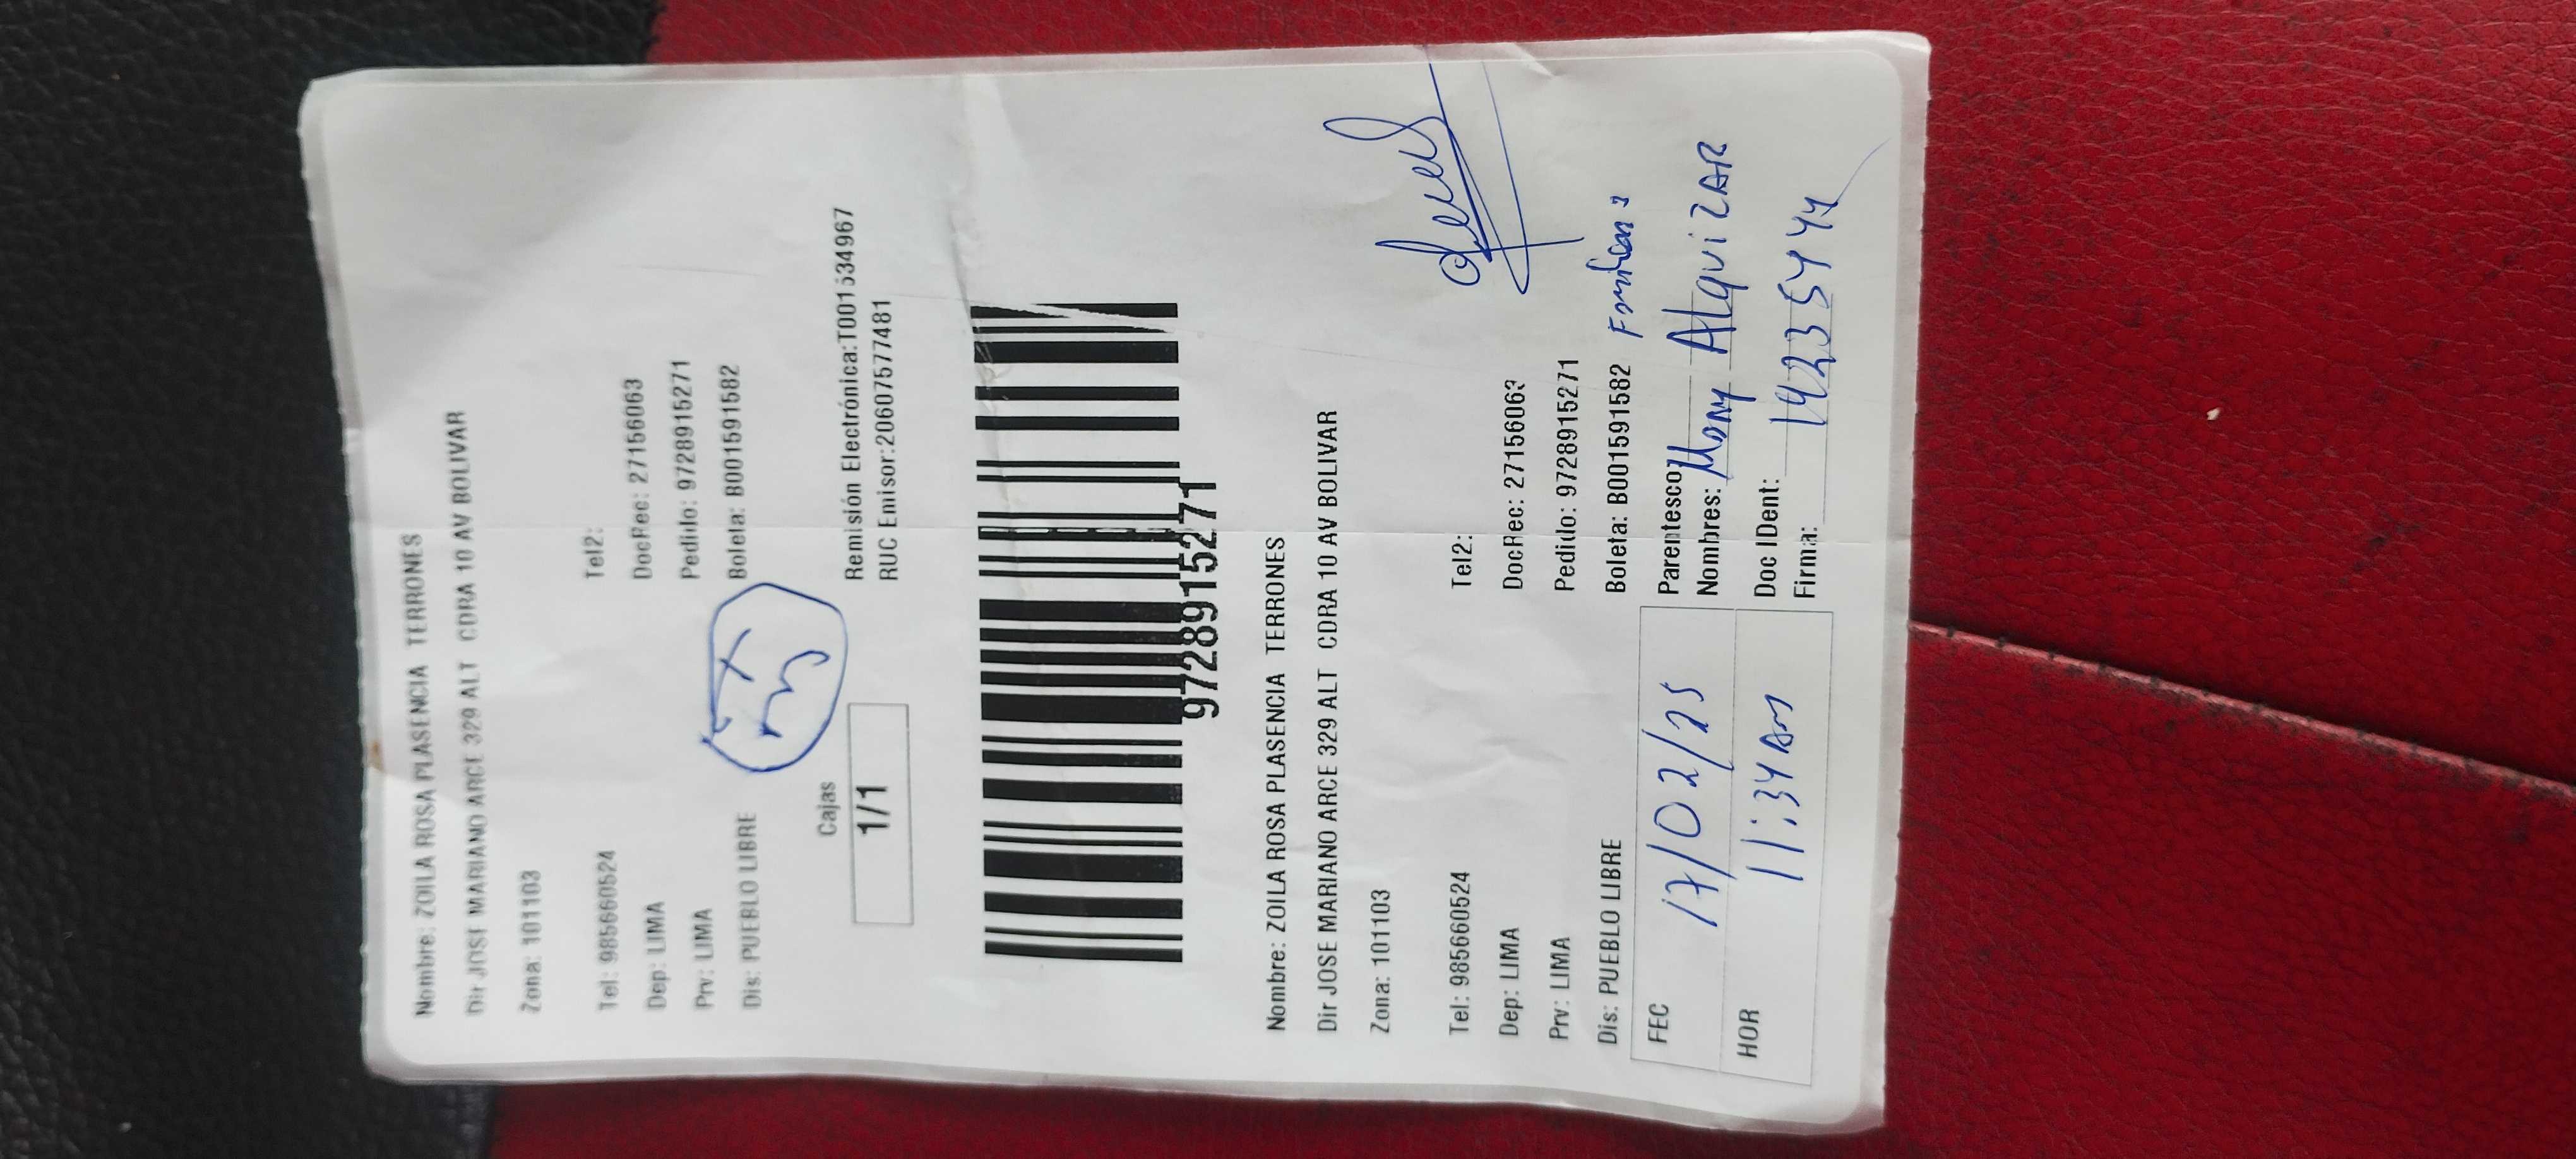 Nombre: ZOILA ROSA PLASENCIA TERRONES
Dir JOSE MARIANO ARCE 329 ALT CDRA 10 AV BOLIVAR
Zona: 101103
Tel: 985660524 Tel2:
Dep: LIMA DocRec: 27156063
Prv: LIMA Pedido: 9728915271
Dis: PUEBLO LIBRE Boleta: B001591582
Cajas
1/1
Remisión Electrónica:T001534967
RUC Emisor:20607577481
9728915271
Nombre: ZOILA ROSA PLASENCIA TERRONES
Dir JOSE MARIANO ARCE 329 ALT CDRA 10 AV BOLIVAR
Zona: 101103
Tel: 985660524 Tel2:
Dep: LIMA DocRec: 27156063
Prv: LIMA Pedido: 9728915271
Dis: PUEBLO LIBRE Boleta: B001591582
FEC 17/02/25 Parentesco:
Nombres: ALquiZAR
HOR 11:34 Am Doc IDent:
Firma: